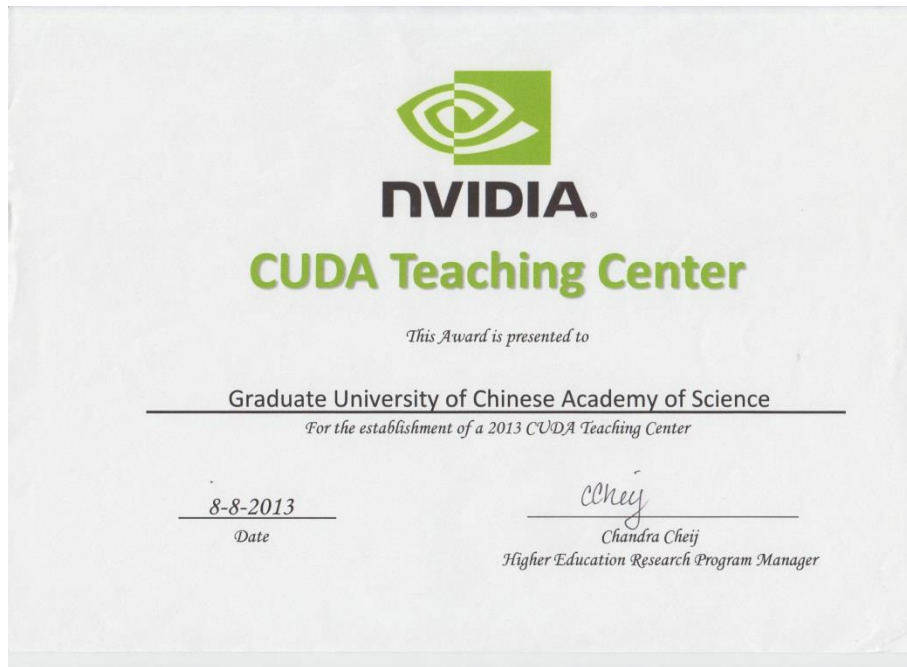 NVIDIA.
CUDA Teaching Center
This Award is presented to
Graduate University of Chinese Academy of Science
For the establishment of a 2013 CUDA Teaching Center
8-8-2013
CCheij
Date
Chandra Cheij
Higher Education Research Program Manager